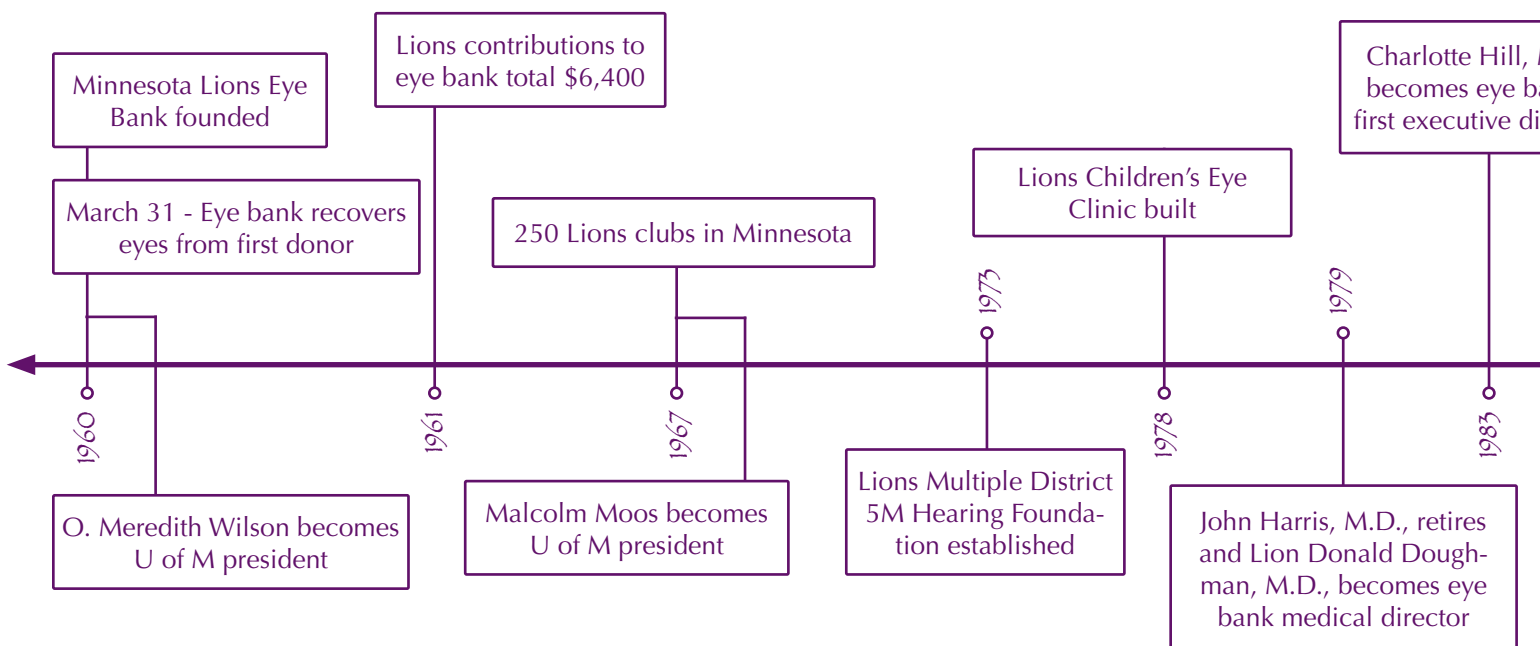 Minnesota Lions Eye
Bank founded
March 31 - Eye bank recovers
eyes from first donor
1960
O. Meredith Wilson becomes
U of M president
Lions contributions to
eye bank total $6,400
1961
250 Lions clubs in Minnesota
1967
Malcolm Moos becomes
U of M president
1973
Lions Multiple District
5M Hearing Founda-
tion established
Lions Children's Eye
Clinic built
1978
1979
John Harris, M.D., retires
and Lion Donald Dough-
man, M.D., becomes eye
bank medical director
Charlotte Hill,
becomes eye
first executive
1983